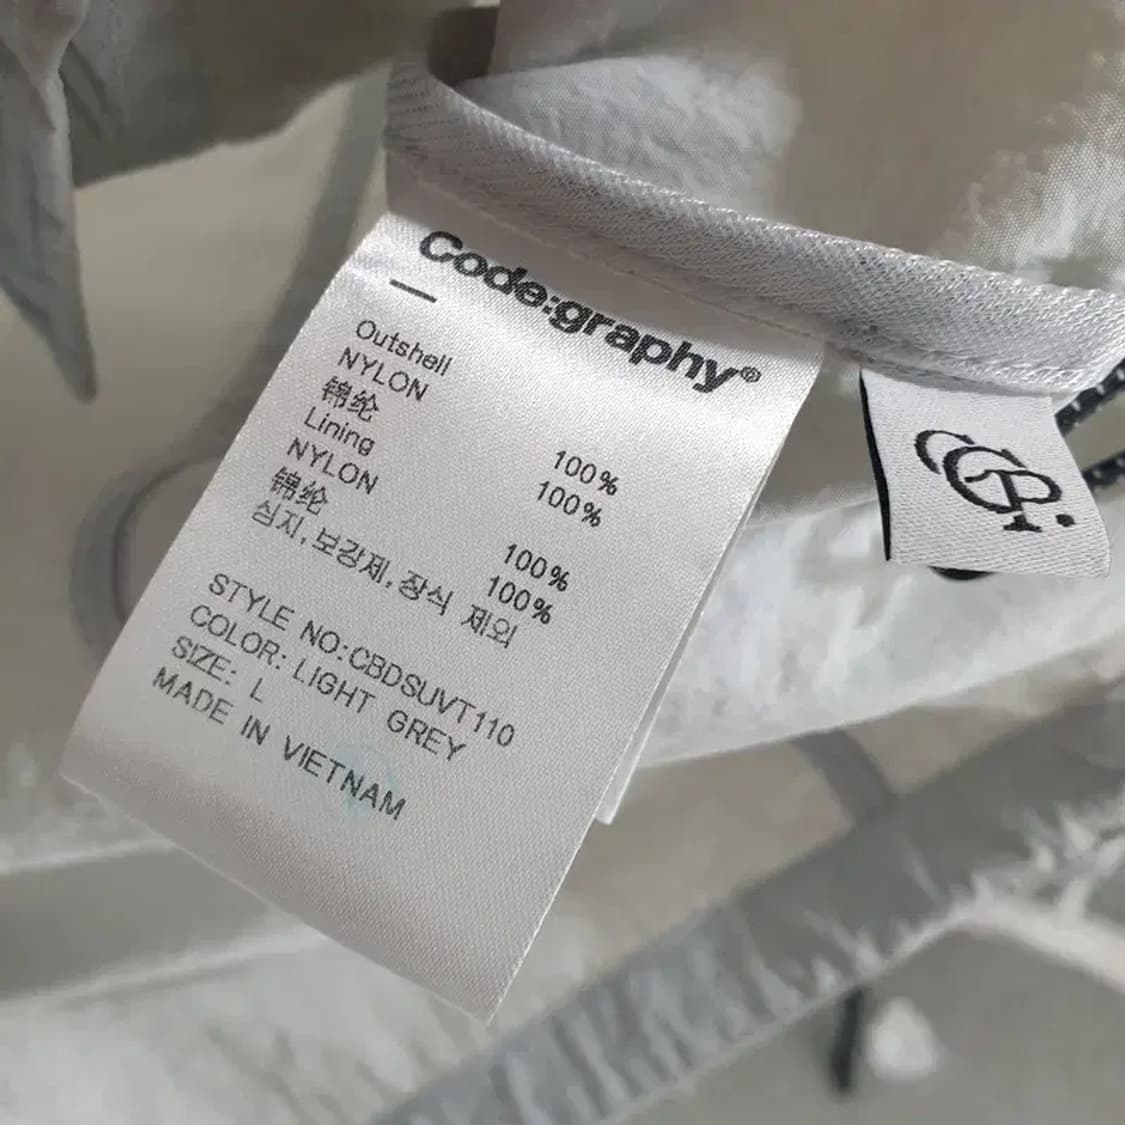 Code:graphy®
Outshell
NYLON 100%
锦纶 100%
Lining
NYLON 100%
锦纶 100%
심지,보강제,장식 제외
STYLE NO:CBDSUVT110
COLOR: LIGHT GREY
SIZE: L
MADE IN VIETNAM